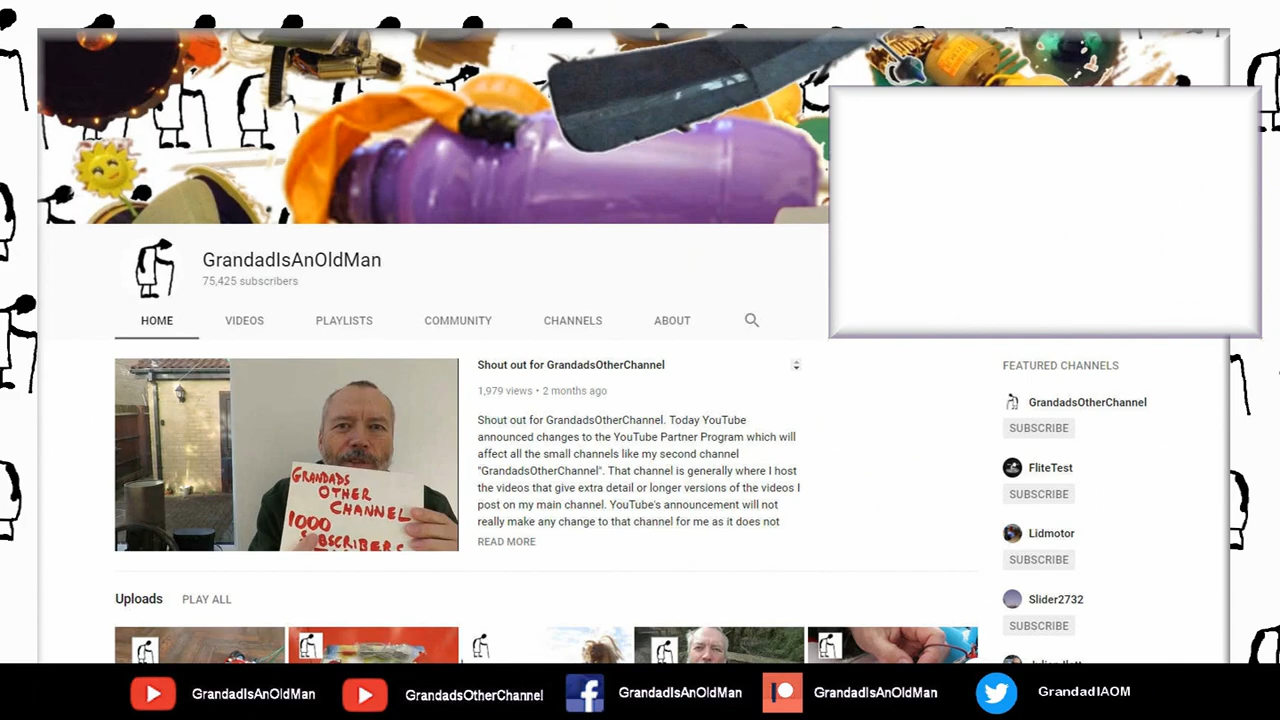 GrandadIsAnOldMan
75,425 subscribers
HOME VIDEOS PLAYLISTS COMMUNITY CHANNELS ABOUT
GRANDADS
OTHER
CHANNEL
1000
SUBSCRIBERS
Shout out for GrandadsOtherChannel
1,979 views • 2 months ago
Shout out for GrandadsOtherChannel. Today YouTube
announced changes to the YouTube Partner Program which will
affect all the small channels like my second channel
"GrandadsOtherChannel". That channel is generally where I host
the videos that give extra detail or longer versions of the videos I
post on my main channel. YouTube's announcement will not
really make any change to that channel for me as it does not
READ MORE
FEATURED CHANNELS
GrandadsOtherChannel
SUBSCRIBE
FliteTest
SUBSCRIBE
Lidmotor
SUBSCRIBE
Slider2732
SUBSCRIBE
Uploads PLAY ALL
GrandadIsAnOldMan GrandadsOtherChannel GrandadIsAnOldMan GrandadIsAnOldMan GrandadIAOM